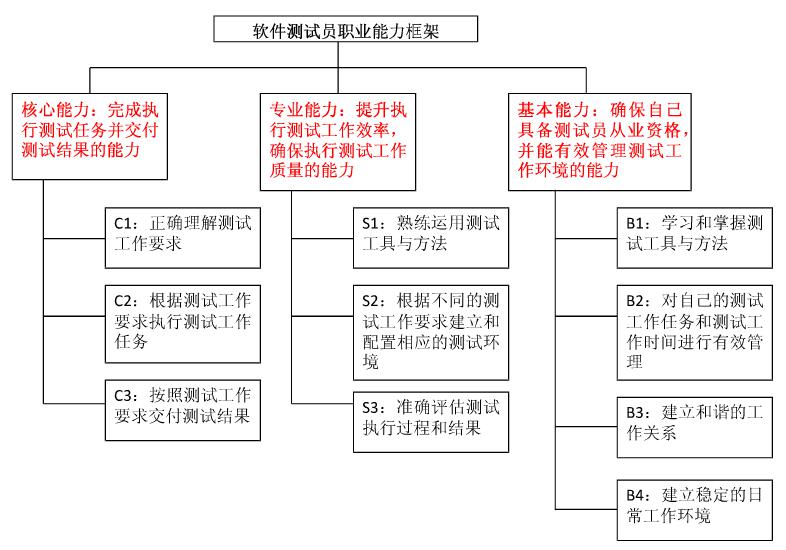 软件测试员职业能力框架
核心能力：完成执
行测试任务并交付
测试结果的能力
C1：正确理解测试
工作要求
C2：根据测试工作
要求执行测试工作
任务
C3：按照测试工作
要求交付测试结果
专业能力：提升执
行测试工作效率，
确保执行测试工作
质量的能力
S1：熟练运用测试
工具与方法
S2：根据不同的测
试工作要求建立和
配置相应的测试环
境
S3：准确评估测试
执行过程和结果
基本能力：确保自己
具备测试员从业资格，
并能有效管理测试工
作环境的能力
B1：学习和掌握测
试工具与方法
B2：对自己的测试
工作任务和测试工
作时间进行有效管
理
B3：建立和谐的工
作关系
B4：建立稳定的日
常工作环境